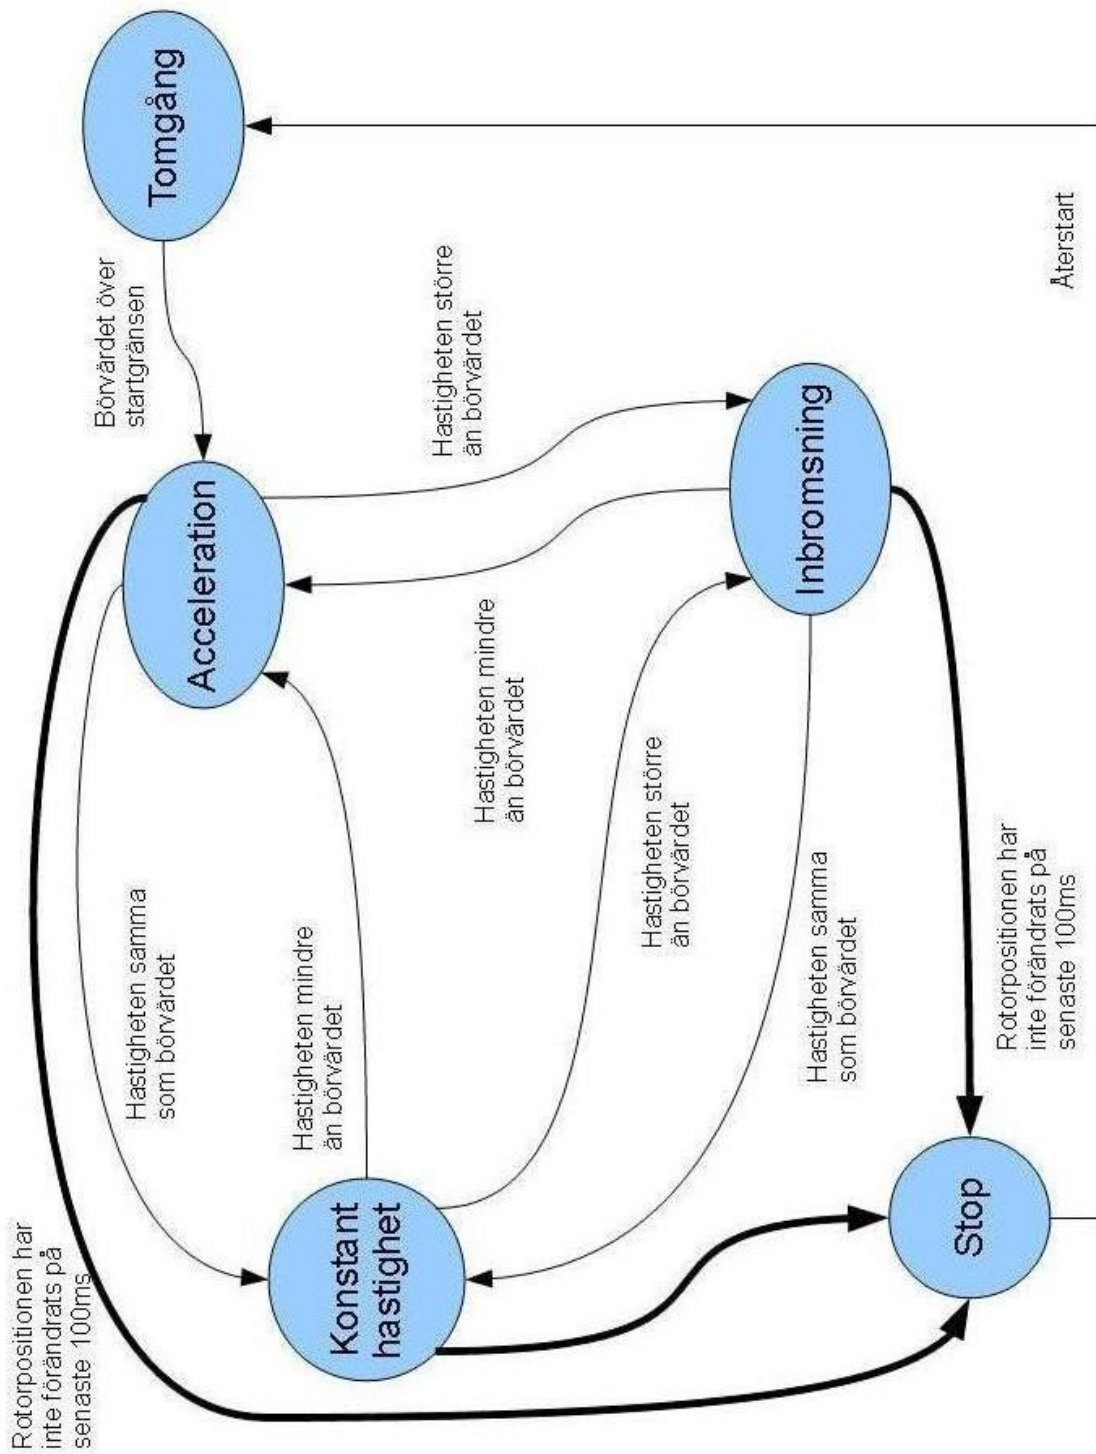 Tomgång
Börvärdet över
startgränsen
Acceleration
Hastigheten större
än börvärdet
Hastigheten mindre
än börvärdet
Inbromsning
Återstart
Rotorpositionen har
inte förändrats på
senaste 100ms
Hastigheten samma
som börvärdet
Hastigheten mindre
än börvärdet
Hastigheten större
än börvärdet
Hastigheten samma
som börvärdet
Rotorpositionen har
inte förändrats på
senaste 100ms
Konstant
hastighet
Stop